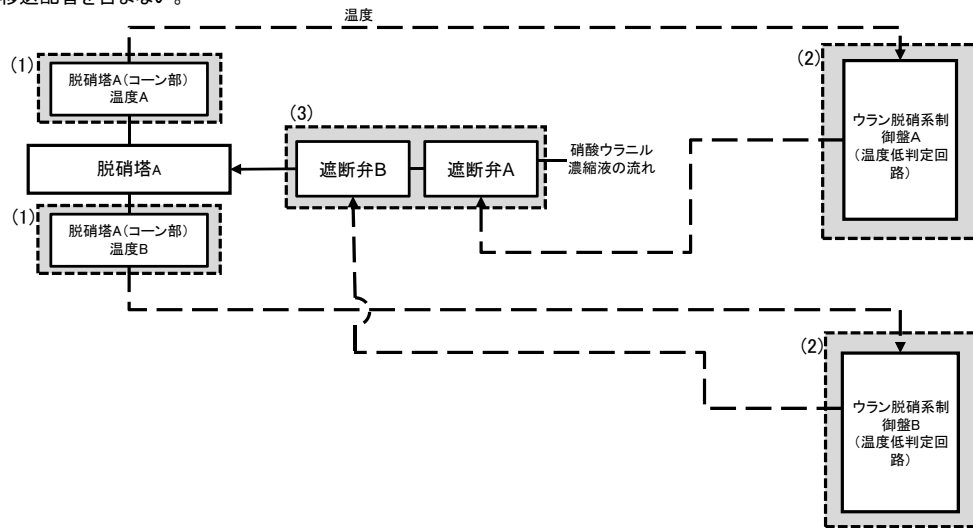 移送配管を含まない。
温度
(1)
脱硝塔A(コーン部)
温度A
(2)
ウラン脱硝系制
御盤A
(温度低判定回
路)
(3)
遮断弁B
遮断弁A
硝酸ウラニル
濃縮液の流れ
脱硝塔A
(1)
脱硝塔A(コーン部)
温度B
(2)
ウラン脱硝系制
御盤B
(温度低判定回
路)